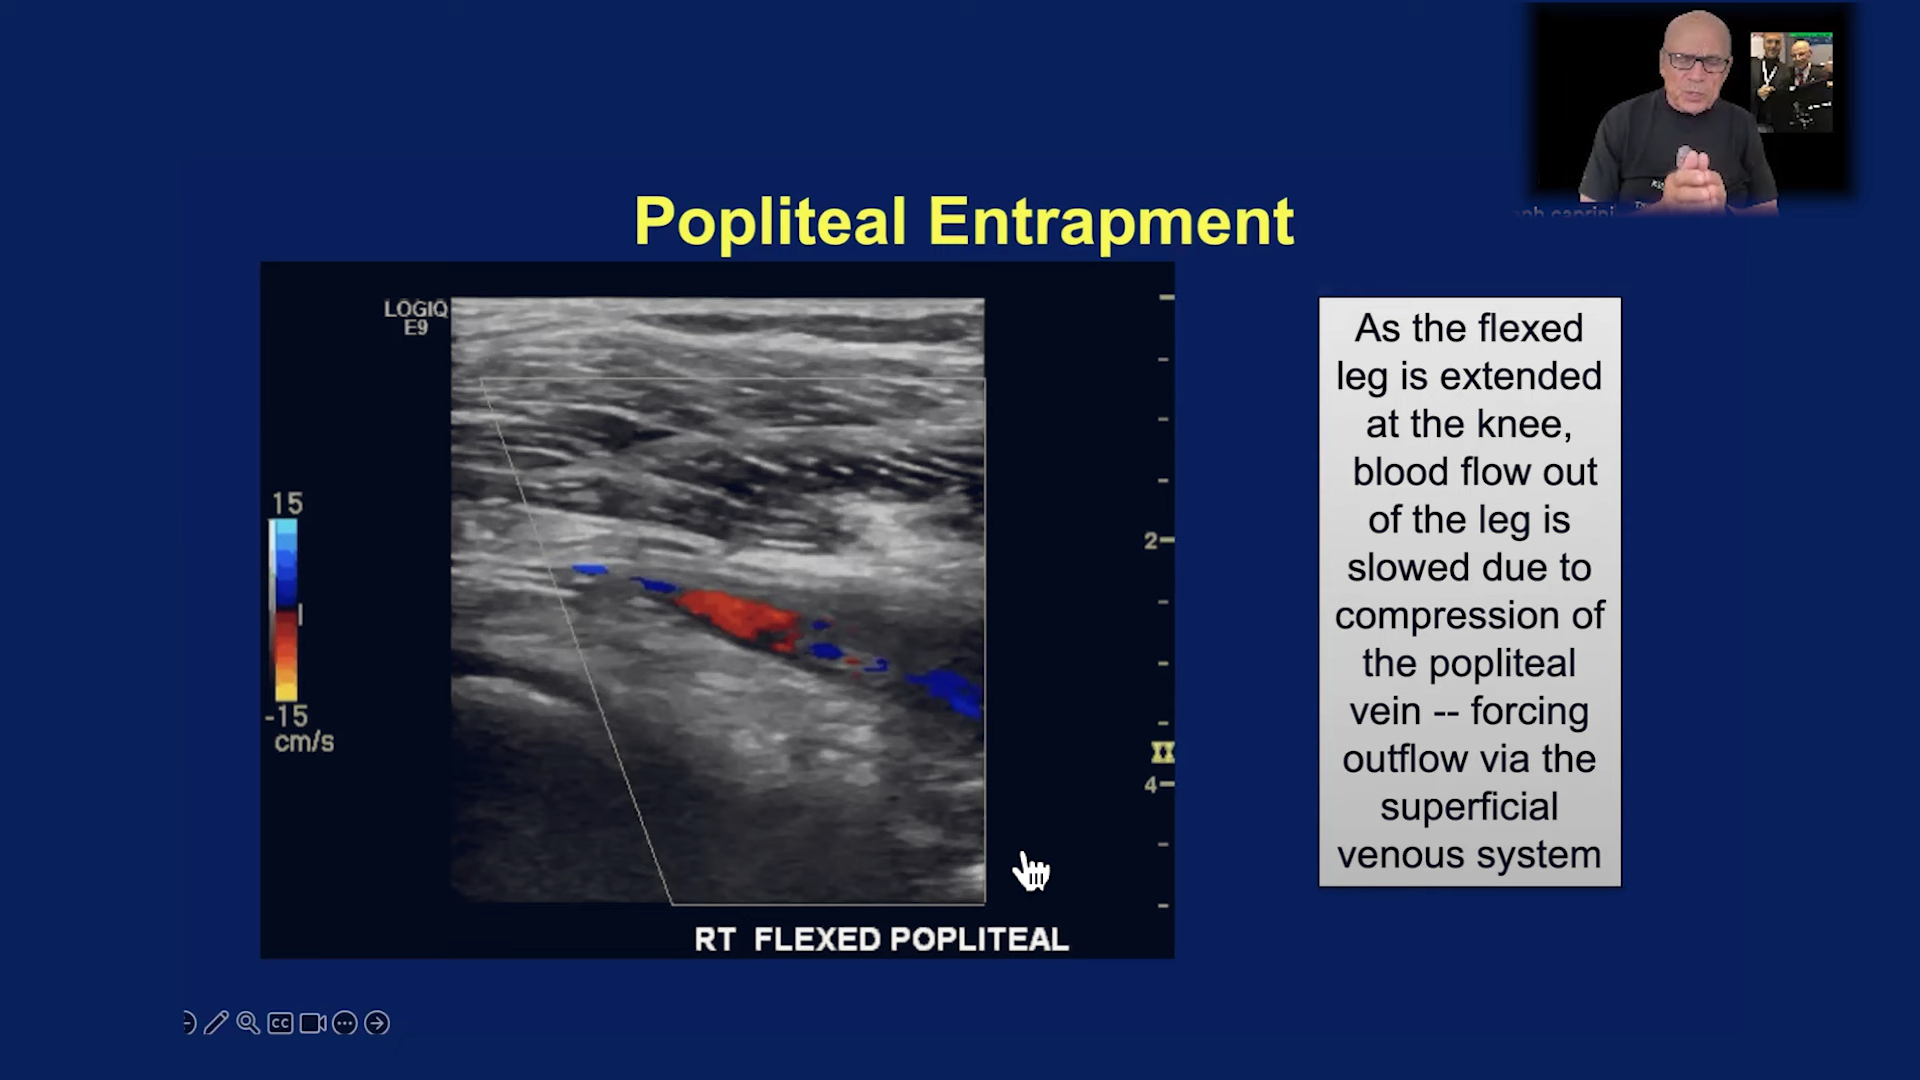 caprini
Popliteal Entrapment
LOGIQ
E9
15
-15
cm/s
2
4
RT FLEXED POPLITEAL
As the flexed
leg is extended
at the knee,
blood flow out
of the leg is
slowed due to
compression of
the popliteal
vein -- forcing
outflow via the
superficial
venous system
CC